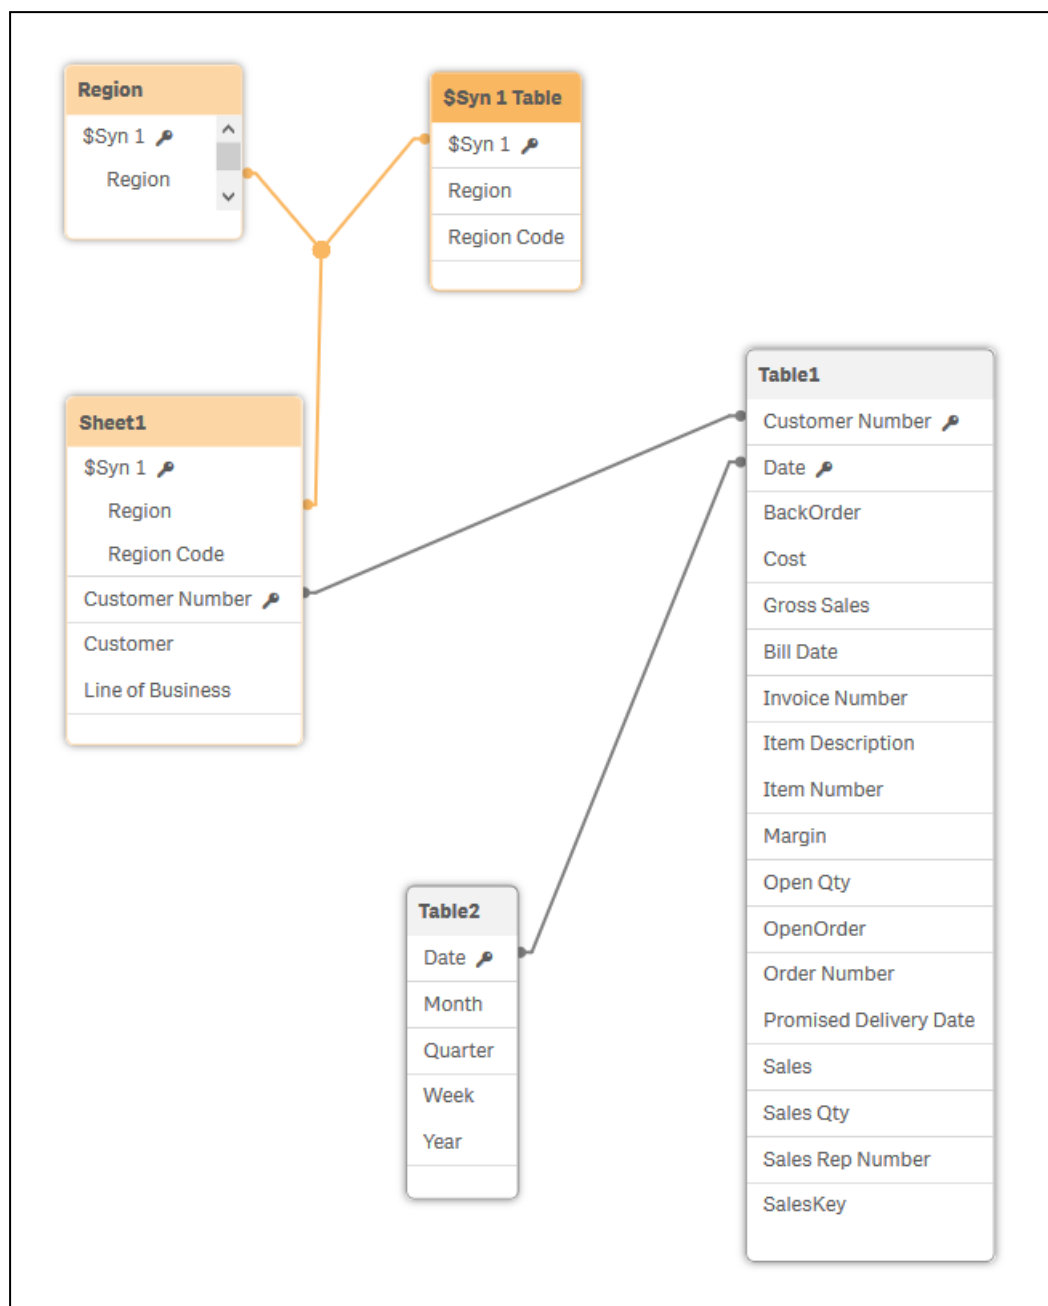 Region
$Syn 1
Region
$Syn 1 Table
$Syn 1
Region
Region Code
Sheet1
$Syn 1
Region
Region Code
Customer Number
Customer
Line of Business
Table1
Customer Number
Date
BackOrder
Cost
Gross Sales
Bill Date
Invoice Number
Item Description
Item Number
Margin
Open Qty
OpenOrder
Order Number
Promised Delivery Date
Sales
Sales Qty
Sales Rep Number
SalesKey
Table2
Date
Month
Quarter
Week
Year